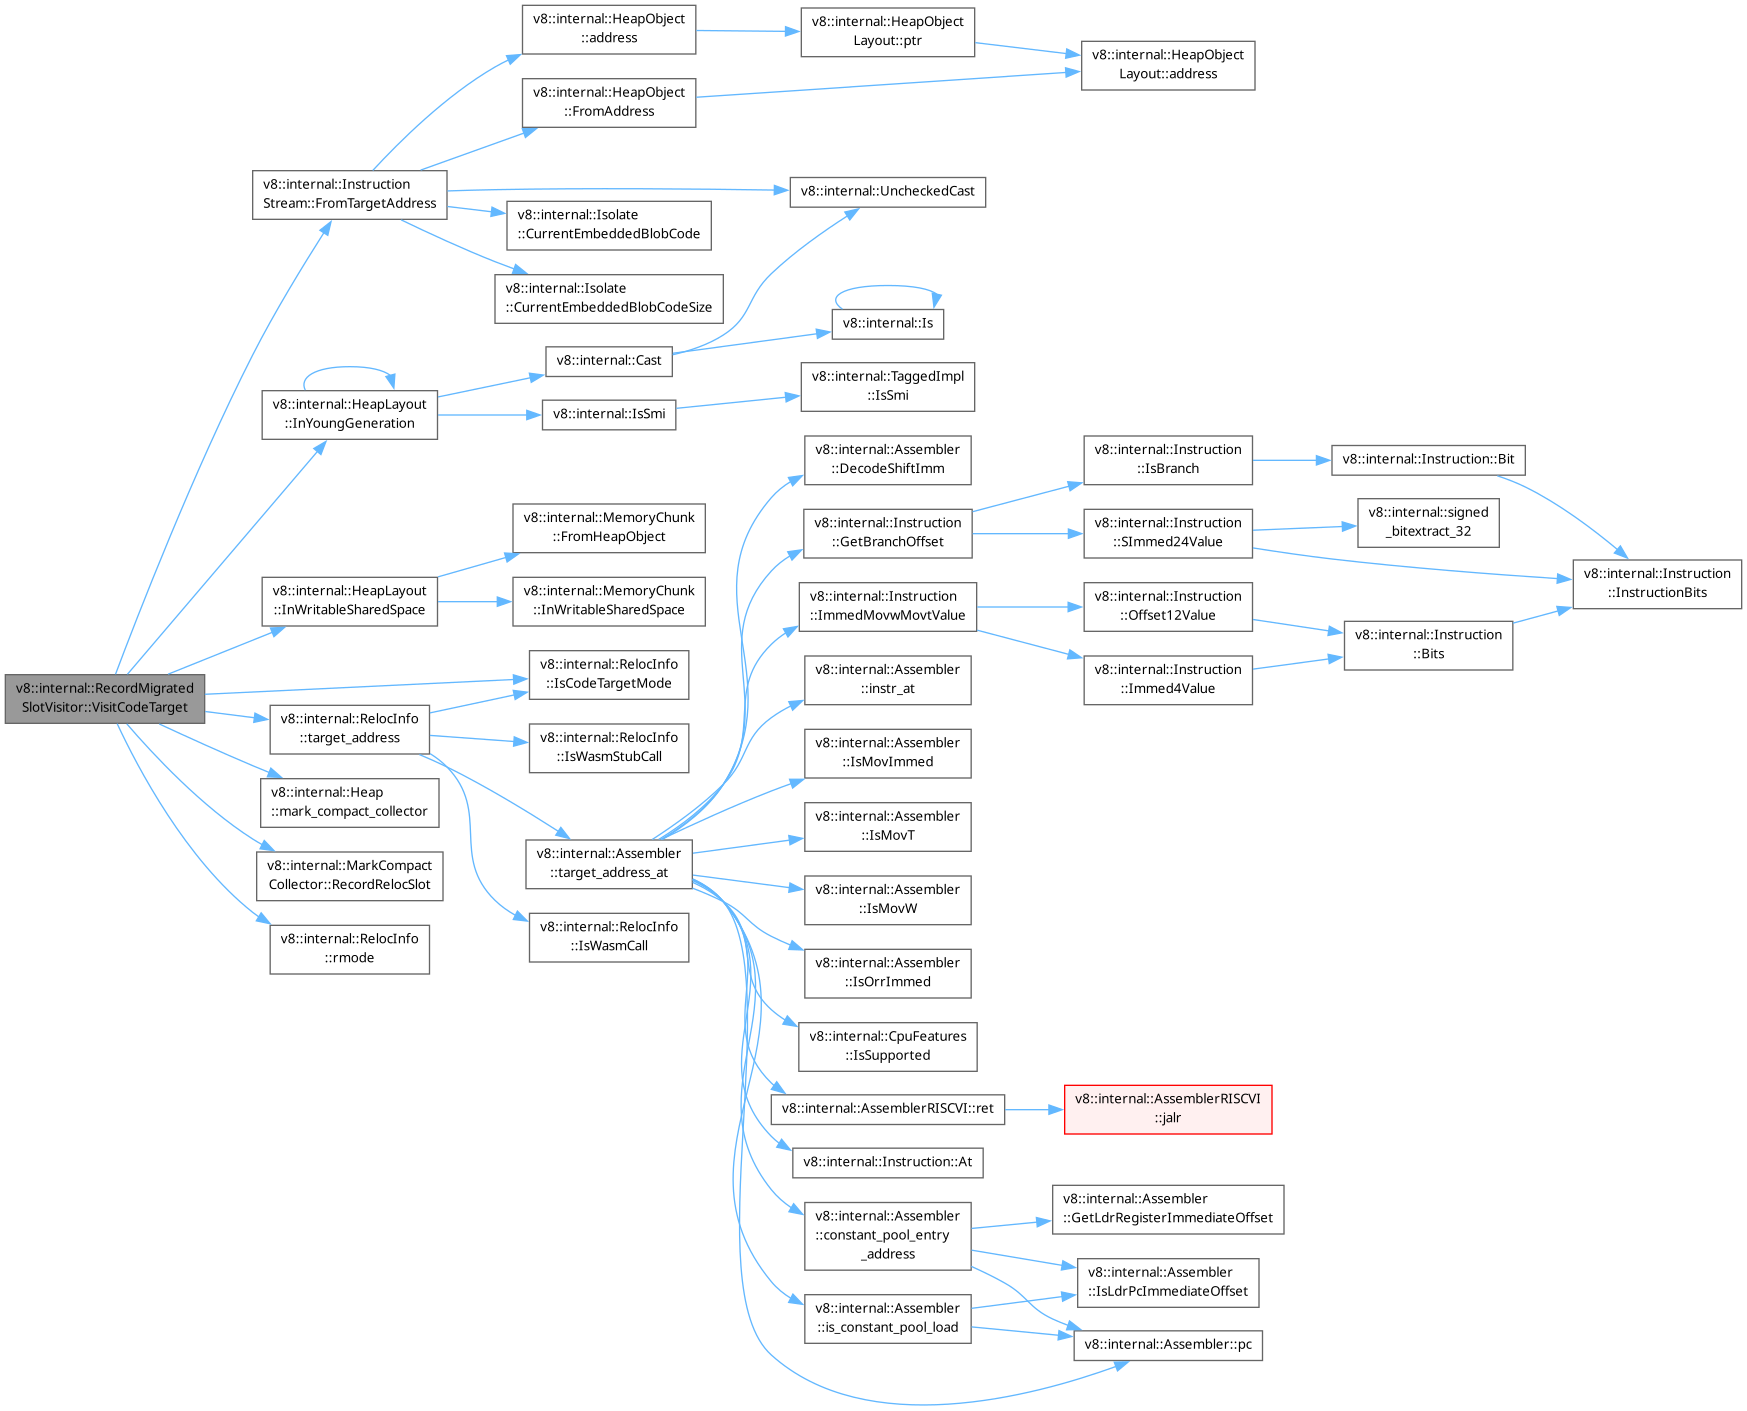 v8::internal::RecordMigrated
SlotVisitor::VisitCodeTarget
v8::internal::Instruction
Stream::FromTargetAddress
v8::internal::HeapObject
::address
v8::internal::HeapObject
Layout::ptr
v8::internal::HeapObject
Layout::address
v8::internal::HeapObject
::FromAddress
v8::internal::UncheckedCast
v8::internal::Isolate
::CurrentEmbeddedBlobCode
v8::internal::Isolate
::CurrentEmbeddedBlobCodeSize
v8::internal::HeapLayout
::InYoungGeneration
v8::internal::Cast
v8::internal::Is
v8::internal::IsSmi
v8::internal::TaggedImpl
::IsSmi
v8::internal::HeapLayout
::InWritableSharedSpace
v8::internal::MemoryChunk
::FromHeapObject
v8::internal::MemoryChunk
::InWritableSharedSpace
v8::internal::RelocInfo
::IsCodeTargetMode
v8::internal::RelocInfo
::target_address
v8::internal::RelocInfo
::IsWasmStubCall
v8::internal::Assembler
::target_address_at
v8::internal::RelocInfo
::IsWasmCall
v8::internal::Heap
::mark_compact_collector
v8::internal::MarkCompact
Collector::RecordRelocSlot
v8::internal::RelocInfo
::rmode
v8::internal::Assembler
::DecodeShiftImm
v8::internal::Instruction
::GetBranchOffset
v8::internal::Instruction
::IsBranch
v8::internal::Instruction::Bit
v8::internal::Instruction
::SImmed24Value
v8::internal::signed
_bitextract_32
v8::internal::Instruction
::InstructionBits
v8::internal::Instruction
::ImmedMovwMovtValue
v8::internal::Instruction
::Offset12Value
v8::internal::Instruction
::Immed4Value
v8::internal::Instruction
::Bits
v8::internal::Assembler
::instr_at
v8::internal::Assembler
::IsMovImmed
v8::internal::Assembler
::IsMovT
v8::internal::Assembler
::IsMovW
v8::internal::Assembler
::IsOrrImmed
v8::internal::CpuFeatures
::IsSupported
v8::internal::AssemblerRISCVI::ret
v8::internal::AssemblerRISCVI
::jalr
v8::internal::Instruction::At
v8::internal::Assembler
::constant_pool_entry
_address
v8::internal::Assembler
::GetLdrRegisterImmediateOffset
v8::internal::Assembler
::IsLdrPcImmediateOffset
v8::internal::Assembler
::is_constant_pool_load
v8::internal::Assembler::pc